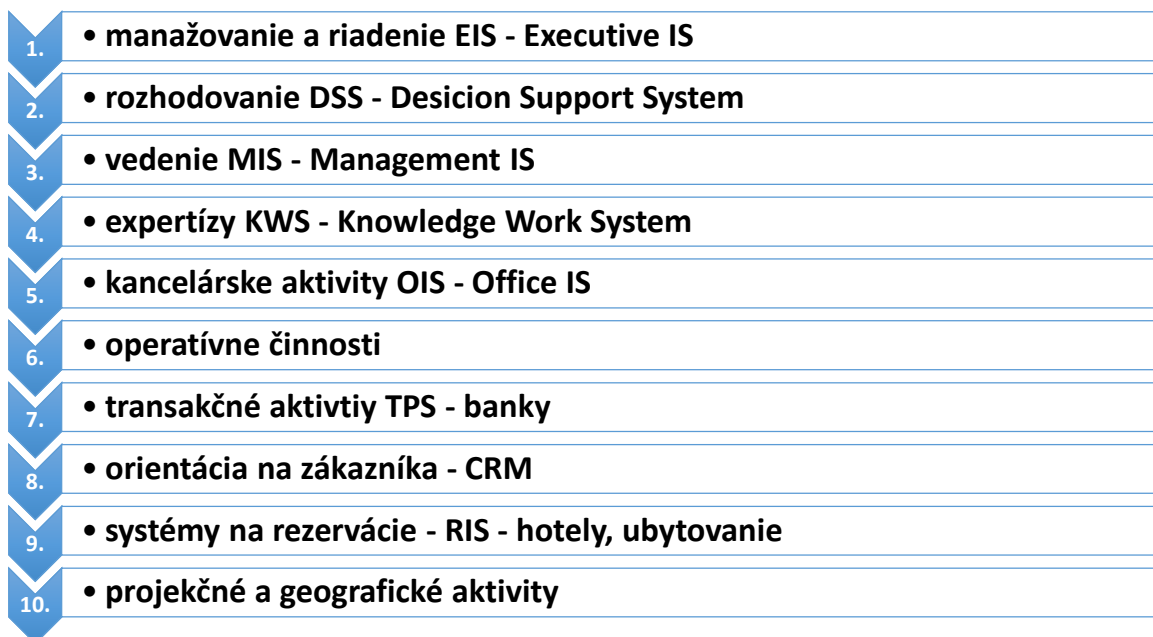 1. • manažovanie a riadenie EIS - Executive IS
2. • rozhodovanie DSS - Desicion Support System
3. • vedenie MIS - Management IS
4. • expertízy KWS - Knowledge Work System
5. • kancelárske aktivity OIS - Office IS
6. • operatívne činnosti
7. • transakčné aktivtiy TPS - banky
8. • orientácia na zákazníka - CRM
9. • systémy na rezervácie - RIS - hotely, ubytovanie
10. • projekčné a geografické aktivity